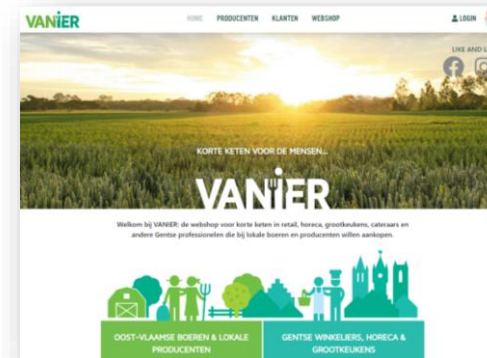 VANIER
HOME PRODUCENTEN KLANTEN WEBSHOP
LOGIN
LIKE AND
KORTE KETEN VOOR DE MENSEN...
VANIER
Welkom bij VANIER: de webshop voor korte keten in retail, horeca, grootkeukens, cateraars en
andere Gentse professionelen die bij lokale boeren en producenten willen aankopen.
OOST-VLAAMSE BOEREN & LOKALE
PRODUCENTEN
GENTSE WINKELIERS, HORECA &
GROOTKEUKENS